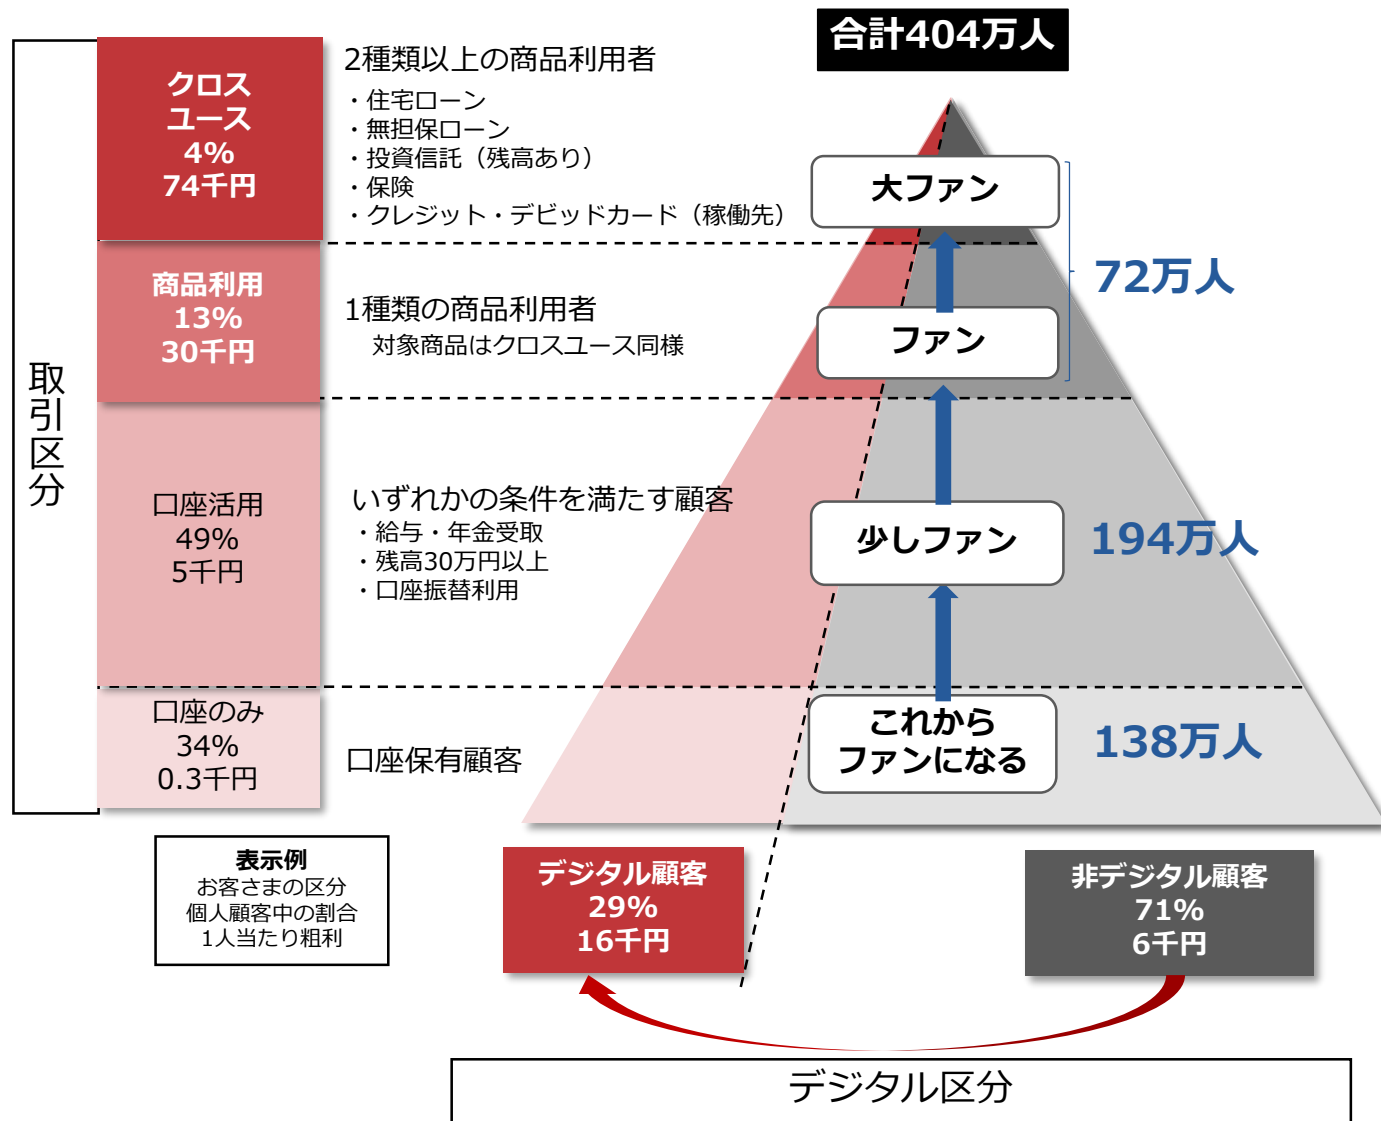 合計404万人
取引区分
クロス
ユース
4%
74千円
2種類以上の商品利用者
・住宅ローン
・無担保ローン
・投資信託（残高あり）
・保険
・クレジット・デビッドカード（稼働先）
商品利用
13%
30千円
1種類の商品利用者
対象商品はクロスユース同様
口座活用
49%
5千円
いずれかの条件を満たす顧客
・給与・年金受取
・残高30万円以上
・口座振替利用
口座のみ
34%
0.3千円
口座保有顧客
大ファン
ファン
72万人
少しファン
194万人
これから
ファンになる
138万人
表示例
お客さまの区分
個人顧客中の割合
1人当たり粗利
デジタル顧客
29%
16千円
非デジタル顧客
71%
6千円
デジタル区分